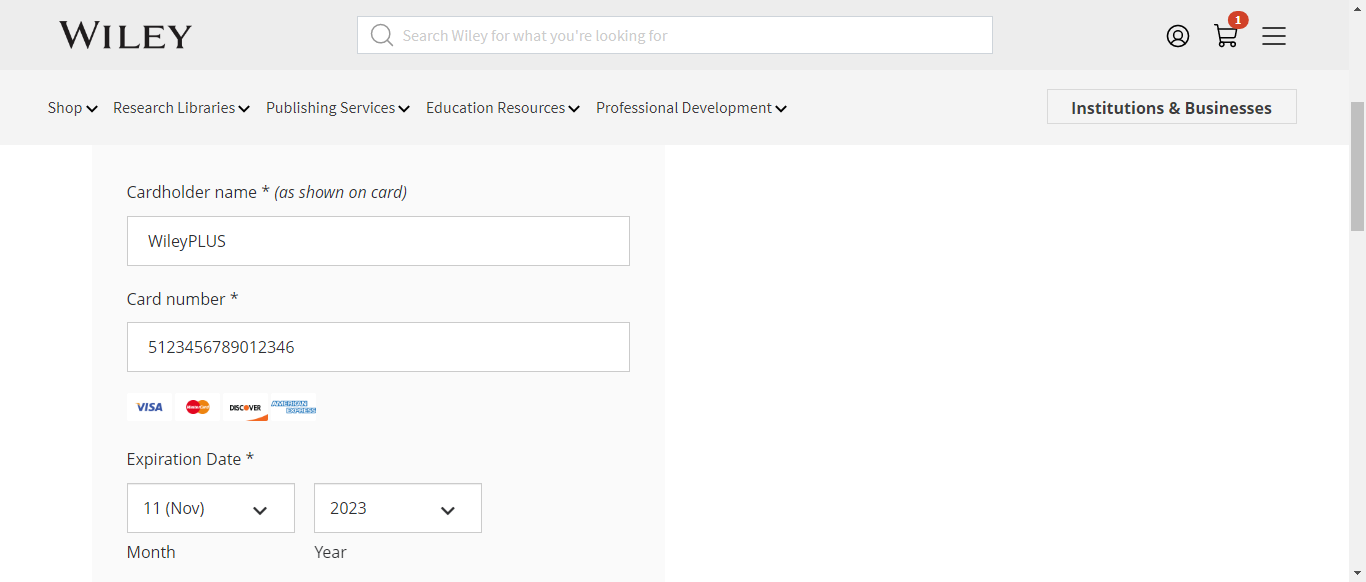 WILEY
Search Wiley for what you're looking for
1
Shop
Research Libraries
Publishing Services
Education Resources
Professional Development
Institutions & Businesses
Cardholder name * (as shown on card)
WileyPLUS
Card number *
5123456789012346
VISA
MasterCard
DISCOVER
AMERICAN
EXPRESS
Expiration Date *
11 (Nov)
2023
Month
Year